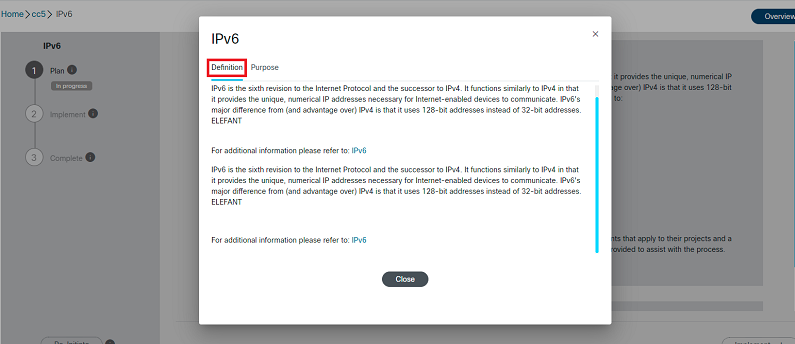 Home > cc5 > IPv6
Overview
IPv6
1 Plan
In progress
2 Implement
3 Complete
IPv6
×
Definition Purpose
IPv6 is the sixth revision to the Internet Protocol and the successor to IPv4. It functions similarly to IPv4 in that
it provides the unique, numerical IP addresses necessary for Internet-enabled devices to communicate. IPv6's
major difference from (and advantage over) IPv4 is that it uses 128-bit addresses instead of 32-bit addresses.
ELEFANT
For additional information please refer to: IPv6
IPv6 is the sixth revision to the Internet Protocol and the successor to IPv4. It functions similarly to IPv4 in that
it provides the unique, numerical IP addresses necessary for Internet-enabled devices to communicate. IPv6's
major difference from (and advantage over) IPv4 is that it uses 128-bit addresses instead of 32-bit addresses.
ELEFANT
For additional information please refer to: IPv6
Close
it provides the unique, numerical IP
age over) IPv4 is that it uses 128-bit
to:
nts that apply to their projects and a
rovided to assist with the process.